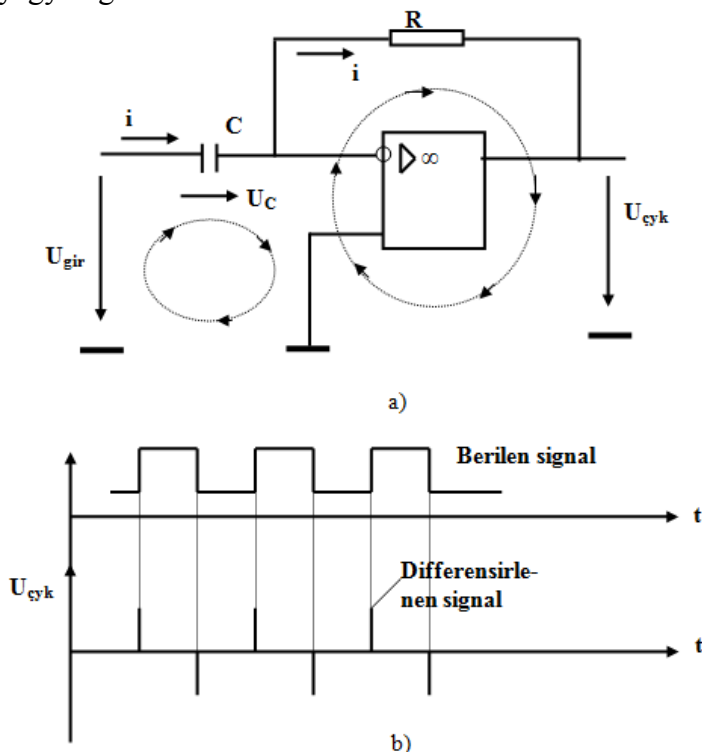 R
i
i
C
∞
U_C
U_gir
U_çyk
a)
Berilen signal
t
U_çyk
Differensirle-
nen signal
t
b)